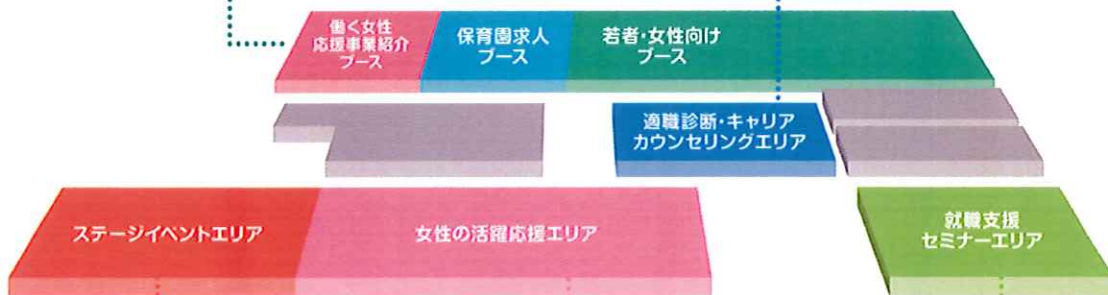 働く女性
応援事業紹介
ブース
保育園求人
ブース
若者・女性向け
ブース
適職診断・キャリア
カウンセリングエリア
ステージイベントエリア
女性の活躍応援エリア
就職支援
セミナーエリア